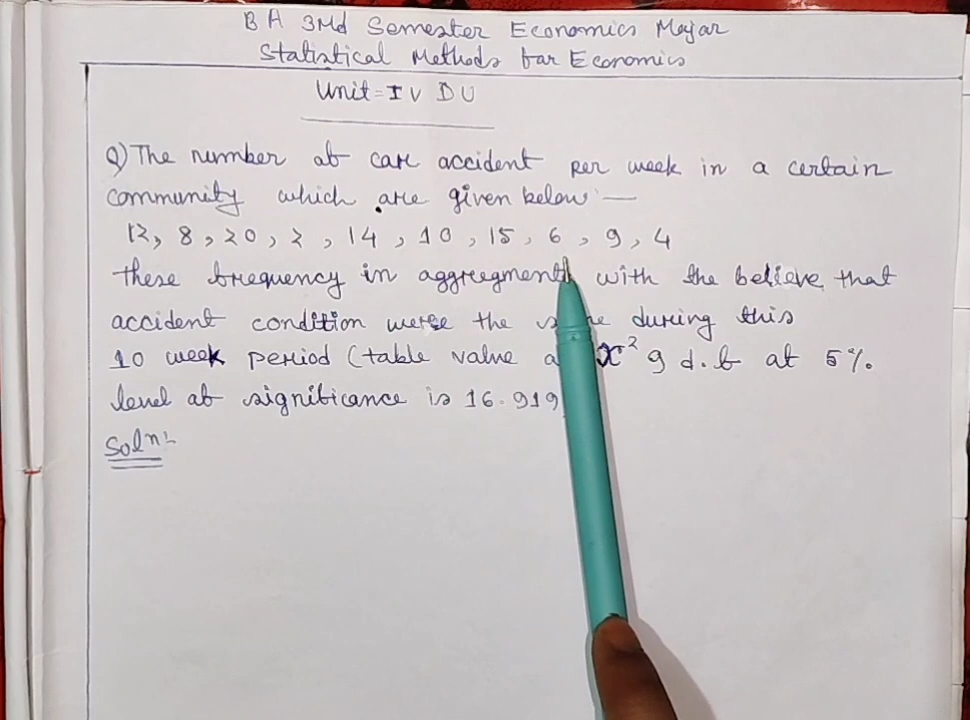 BA 3rd Semester Economics Major
Statistical Methods for Economics
Unit = IV DU
Q) The number of car accident per week in a certain
community which are given below :—
12, 8, 20, 2, 14, 10, 15, 6, 9, 4
these frequency in aggreegment with the believe that
accident condition were the during this
10 week period (table value x² 9 d.f at 5%
level of significance is 16.919
Soln:-